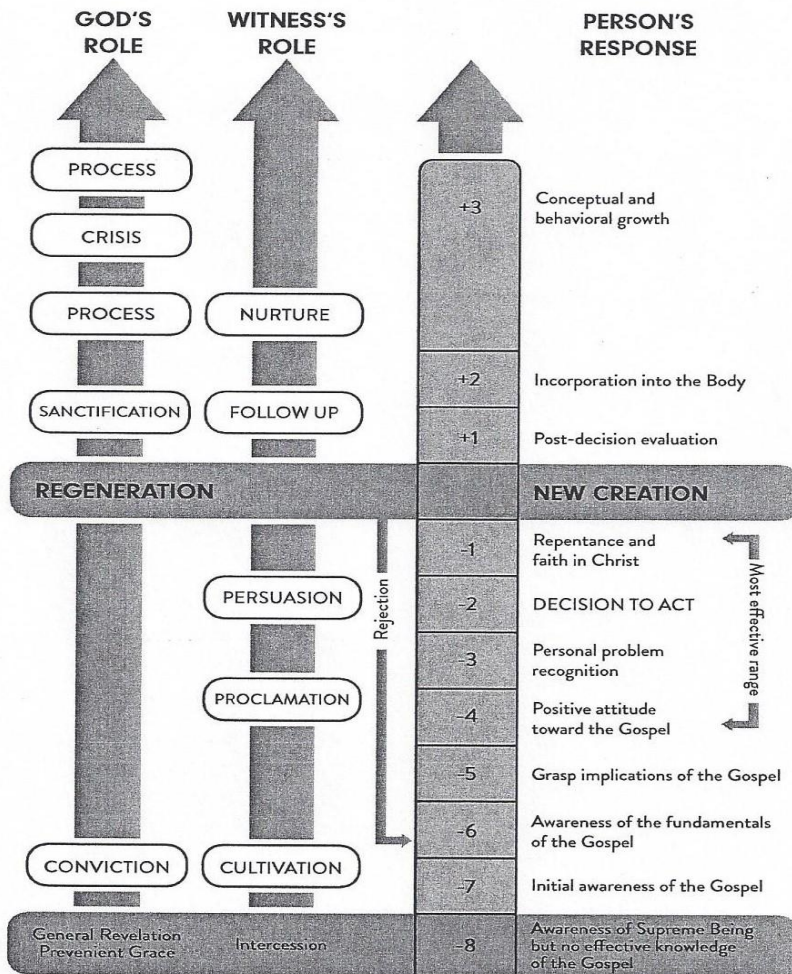 GOD'S
ROLE
WITNESS'S
ROLE
PERSON'S
RESPONSE
PROCESS
CRISIS
PROCESS
NURTURE
SANCTIFICATION
FOLLOW UP
+3
Conceptual and
behavioral growth
+2
Incorporation into the Body
+1
Post-decision evaluation
REGENERATION
NEW CREATION
-1
Repentance and
faith in Christ
PERSUASION
-2
DECISION TO ACT
Rejection
-3
Personal problem
recognition
Most effective range
PROCLAMATION
-4
Positive attitude
toward the Gospel
-5
Grasp implications of the Gospel
-6
Awareness of the fundamentals
of the Gospel
CONVICTION
CULTIVATION
-7
Initial awareness of the Gospel
General Revelation
Prevenient Grace
Intercession
-8
Awareness of Supreme Being
but no effective knowledge
of the Gospel